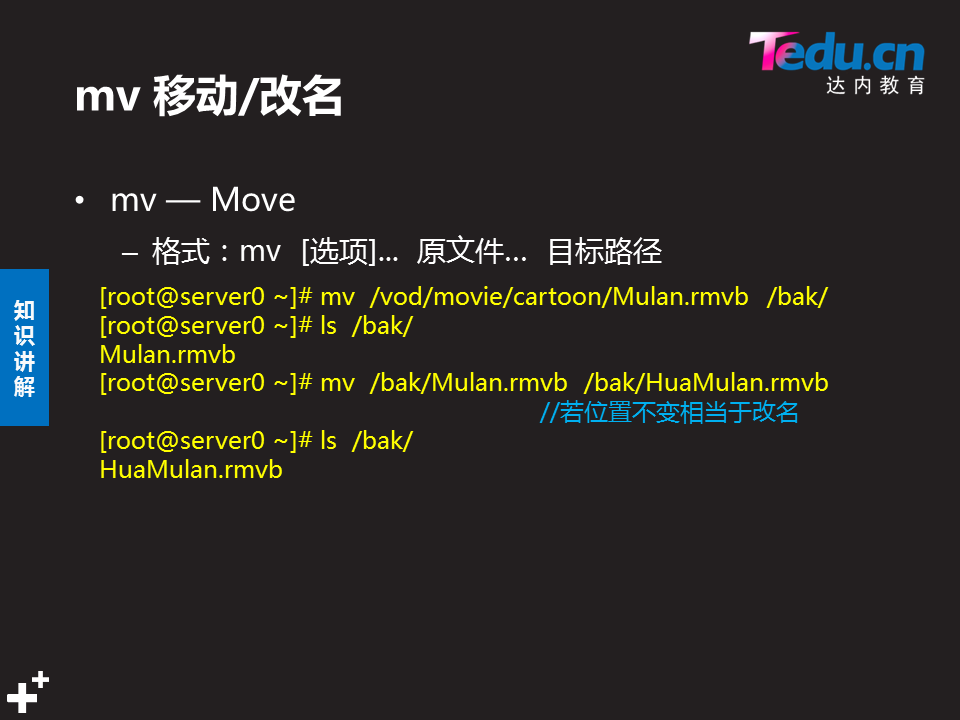 Tedu.cn
达内教育
mv 移动/改名
• mv — Move
– 格式：mv [选项]... 原文件… 目标路径
[root@server0 ~]# mv /vod/movie/cartoon/Mulan.rmvb /bak/
[root@server0 ~]# ls /bak/
Mulan.rmvb
[root@server0 ~]# mv /bak/Mulan.rmvb /bak/HuaMulan.rmvb
//若位置不变相当于改名
[root@server0 ~]# ls /bak/
HuaMulan.rmvb
知
识
讲
解